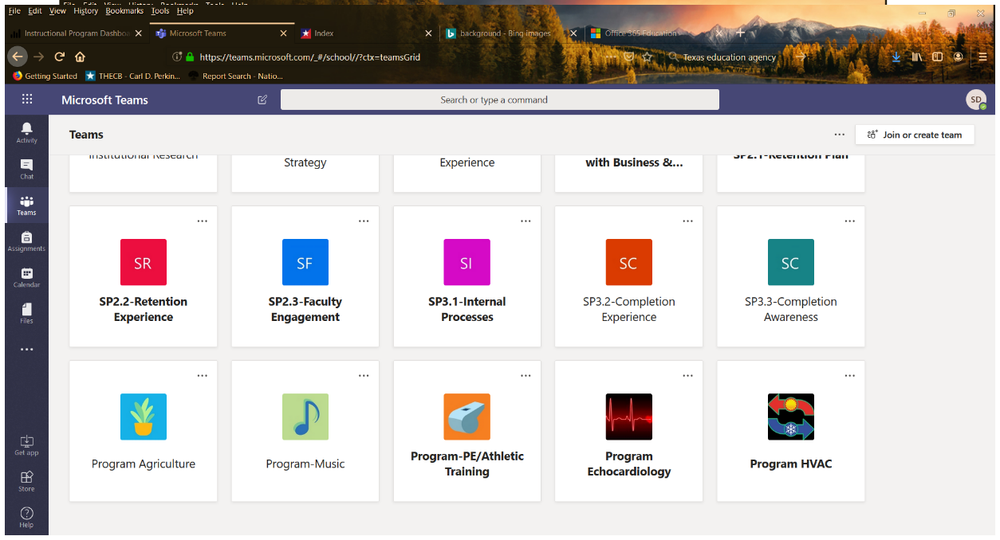 File Edit View History Bookmarks Tools Help
Instructional Program Dashboa
Microsoft Teams
Index
background - Bing images
Office 365 Education
https://teams.microsoft.com/_#/school//?ctx=teamsGrid
Texas education agency
Getting Started
THECB - Carl D. Perkin...
Report Search - Natio...
Microsoft Teams
Search or type a command
SD
Activity
Chat
Teams
Assignments
Calendar
Files
Get app
Store
Help
Teams
Join or create team
Institutional Research
Strategy
Experience
with Business &...
SP2.1-Retention Plan
SR
SP2.2-Retention
Experience
SF
SP2.3-Faculty
Engagement
SI
SP3.1-Internal
Processes
SC
SP3.2-Completion
Experience
SC
SP3.3-Completion
Awareness
Program Agriculture
Program-Music
Program-PE/Athletic
Training
Program
Echocardiology
Program HVAC